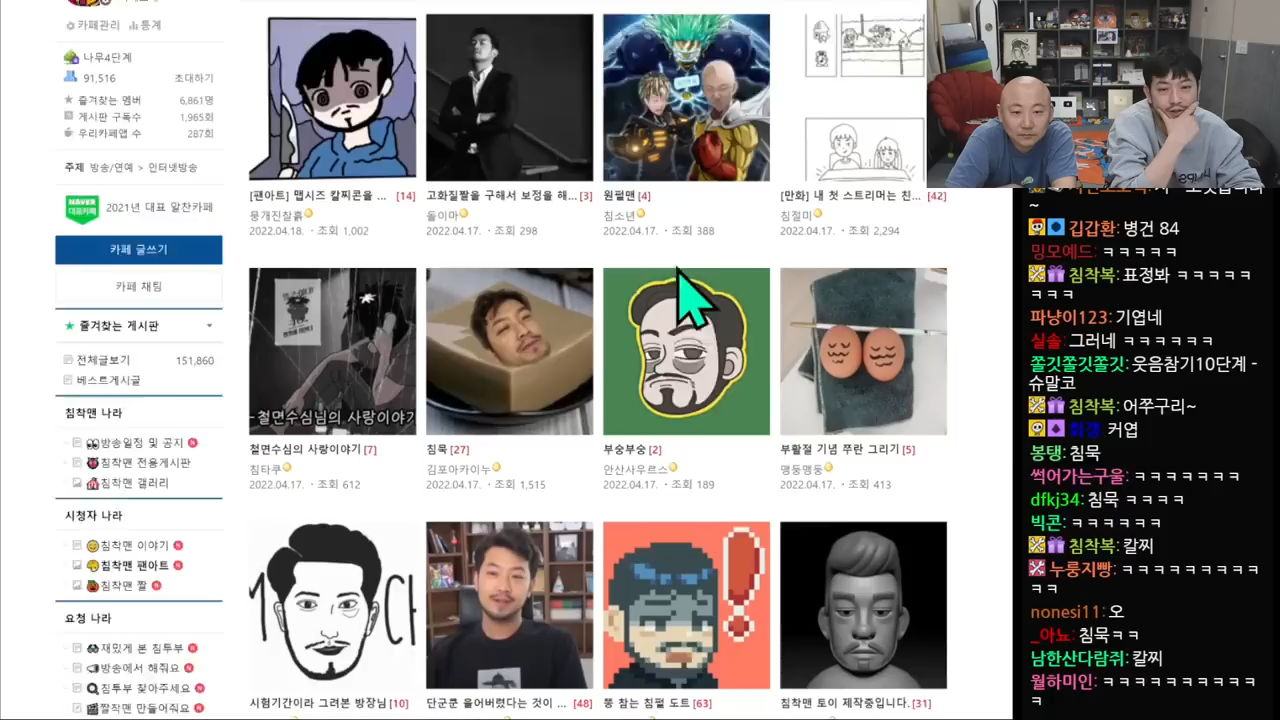 카페관리 통계
나무4단계
91,516 초대하기
즐겨찾는 멤버 6,861명
게시판 구독수 1,965회
우리카페앱 수 287회
주제 방송/연예 > 인터넷방송
NAVER
대표카페
2021년 대표 알찬카페
카페 글쓰기
카페 채팅
즐겨찾는 게시판
전체글보기 151,860
베스트게시글
침착맨 나라
방송일정 및 공지
침착맨 전용게시판
침착맨 갤러리
시청자 나라
침착맨 이야기
침착맨 팬아트
침착맨 짤
요청 나라
재밌게 본 침투부
방송에서 해줘요
침투부 찾아주세요
짤착맨 만들어줘요
[팬아트] 맵시즈 칼찌콘을 ... [14]
뭉개진찰흙
2022.04.18. · 조회 1,002
고화질짤을 구해서 보정을 해... [3]
돌이마
2022.04.17. · 조회 298
원펄맨 [4]
침소년
2022.04.17. · 조회 388
[만화] 내 첫 스트리머는 친... [42]
침절미
2022.04.17. · 조회 2,294
-철면수심님의 사랑이야기
철면수심의 사랑이야기 [7]
침타쿠
2022.04.17. · 조회 612
침묵 [27]
김포아카이누
2022.04.17. · 조회 1,515
부숭부숭 [2]
안산사우르스
2022.04.17. · 조회 189
부활절 기념 쭈란 그리기 [5]
맹둥맹둥
2022.04.17. · 조회 413
시험기간이라 그려본 방장님 [10]
단군쿤 울어버렸다는 것이 ... [48]
똥 참는 침펄 도트 [63]
침착맨 토이 제작중입니다. [31]
~
김갑환: 병건 84
밍모예드: ㅋㅋㅋㅋㅋ
침착복: 표정봐 ㅋㅋㅋㅋㅋ
ㅋㅋㅋ
파냥이123: 기엽네
실솔: 그러네 ㅋㅋㅋㅋㅋㅋ
쫄깃쫄깃쫄깃: 웃음참기10단계 -
슈말코
침착복: 어쭈구리~
화갱: 커엽
봉탱: 침묵
썩어가는구울: ㅋㅋㅋㅋㅋㅋㅋ
dfkj34: 침묵 ㅋㅋㅋㅋ
빅콘: ㅋㅋㅋㅋㅋㅋ
침착복: 칼찌
누룽지빵: ㅋㅋㅋㅋㅋㅋㅋㅋㅋ
ㅋㅋ
nonesi11: 오
_아뇨: 침묵ㅋㅋ
남한산다람쥐: 칼찌
월하미인: ㅋㅋㅋㅋㅋㅋㅋㅋㅋㅋ
ㅋ